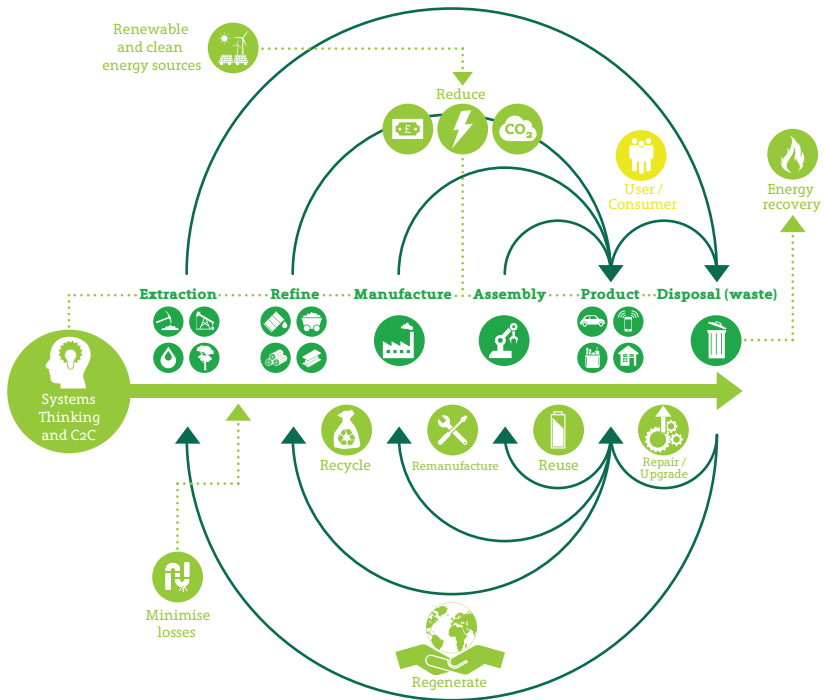 Renewable
and clean
energy sources
Reduce
£
CO₂
User /
Consumer
Energy
recovery
Extraction
Refine
Manufacture
Assembly
Product
Disposal (waste)
Systems
Thinking
and C2C
Recycle
Remanufacture
Reuse
Repair /
Upgrade
Minimise
losses
Regenerate